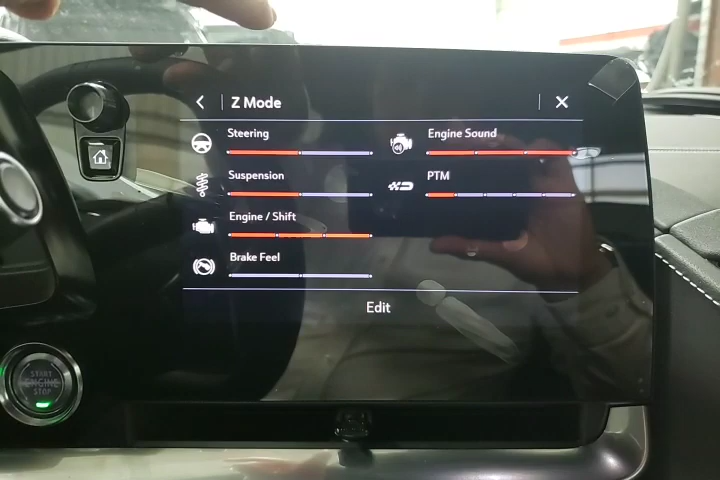 Z Mode
Steering
Engine Sound
Suspension
PTM
Engine / Shift
Brake Feel
Edit
START
ENGINE
STOP